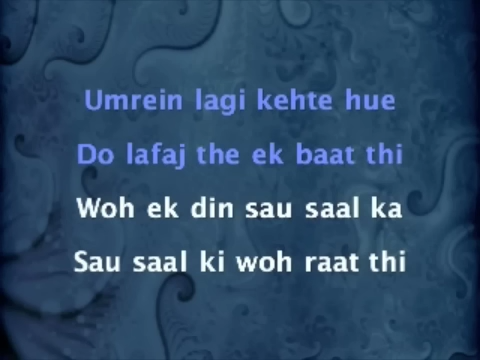 Umrein lagi kehte hue
Do lafaj the ek baat thi
Woh ek din sau saal ka
Sau saal ki woh raat thi